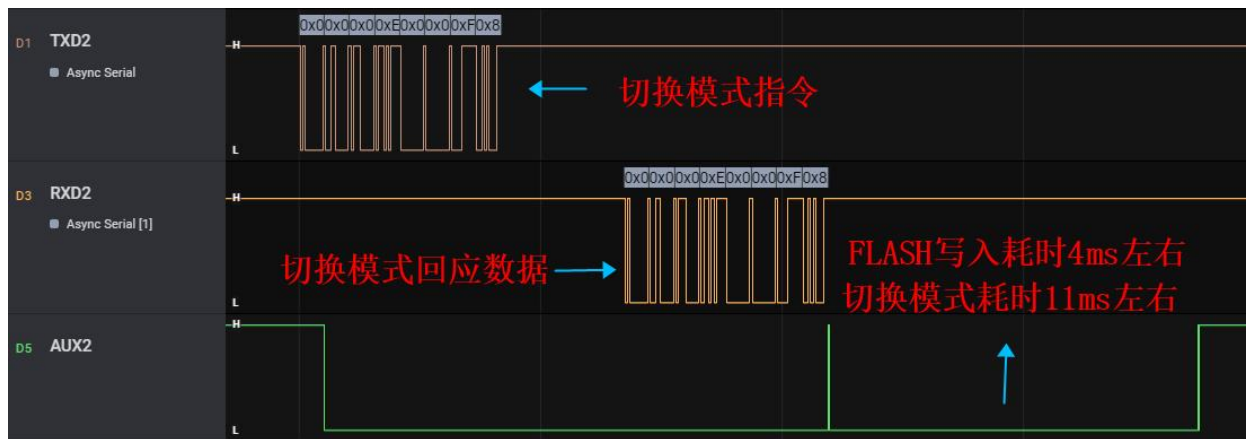 D1 TXD2
Async Serial
H
L
0x00x00x00xE0x00x00xF0x8
切换模式指令
D3 RXD2
Async Serial [1]
H
L
0x00x00x00xE0x00x00xF0x8
切换模式回应数据
FLASH写入耗时4ms左右
切换模式耗时11ms左右
D5 AUX2
H
L